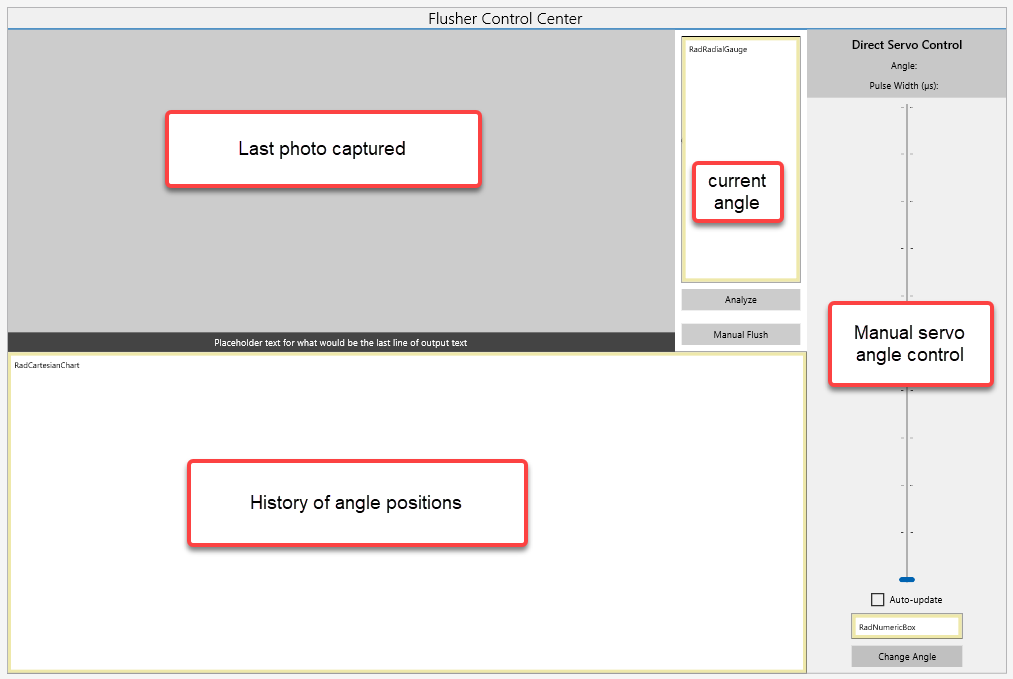 Flusher Control Center
Last photo captured
Placeholder text for what would be the last line of output text
RadRadialGauge
current
angle
Analyze
Manual Flush
RadCartesianChart
History of angle positions
Direct Servo Control
Angle:
Pulse Width (µs):
Manual servo
angle control
Auto-update
RadNumericBox
Change Angle